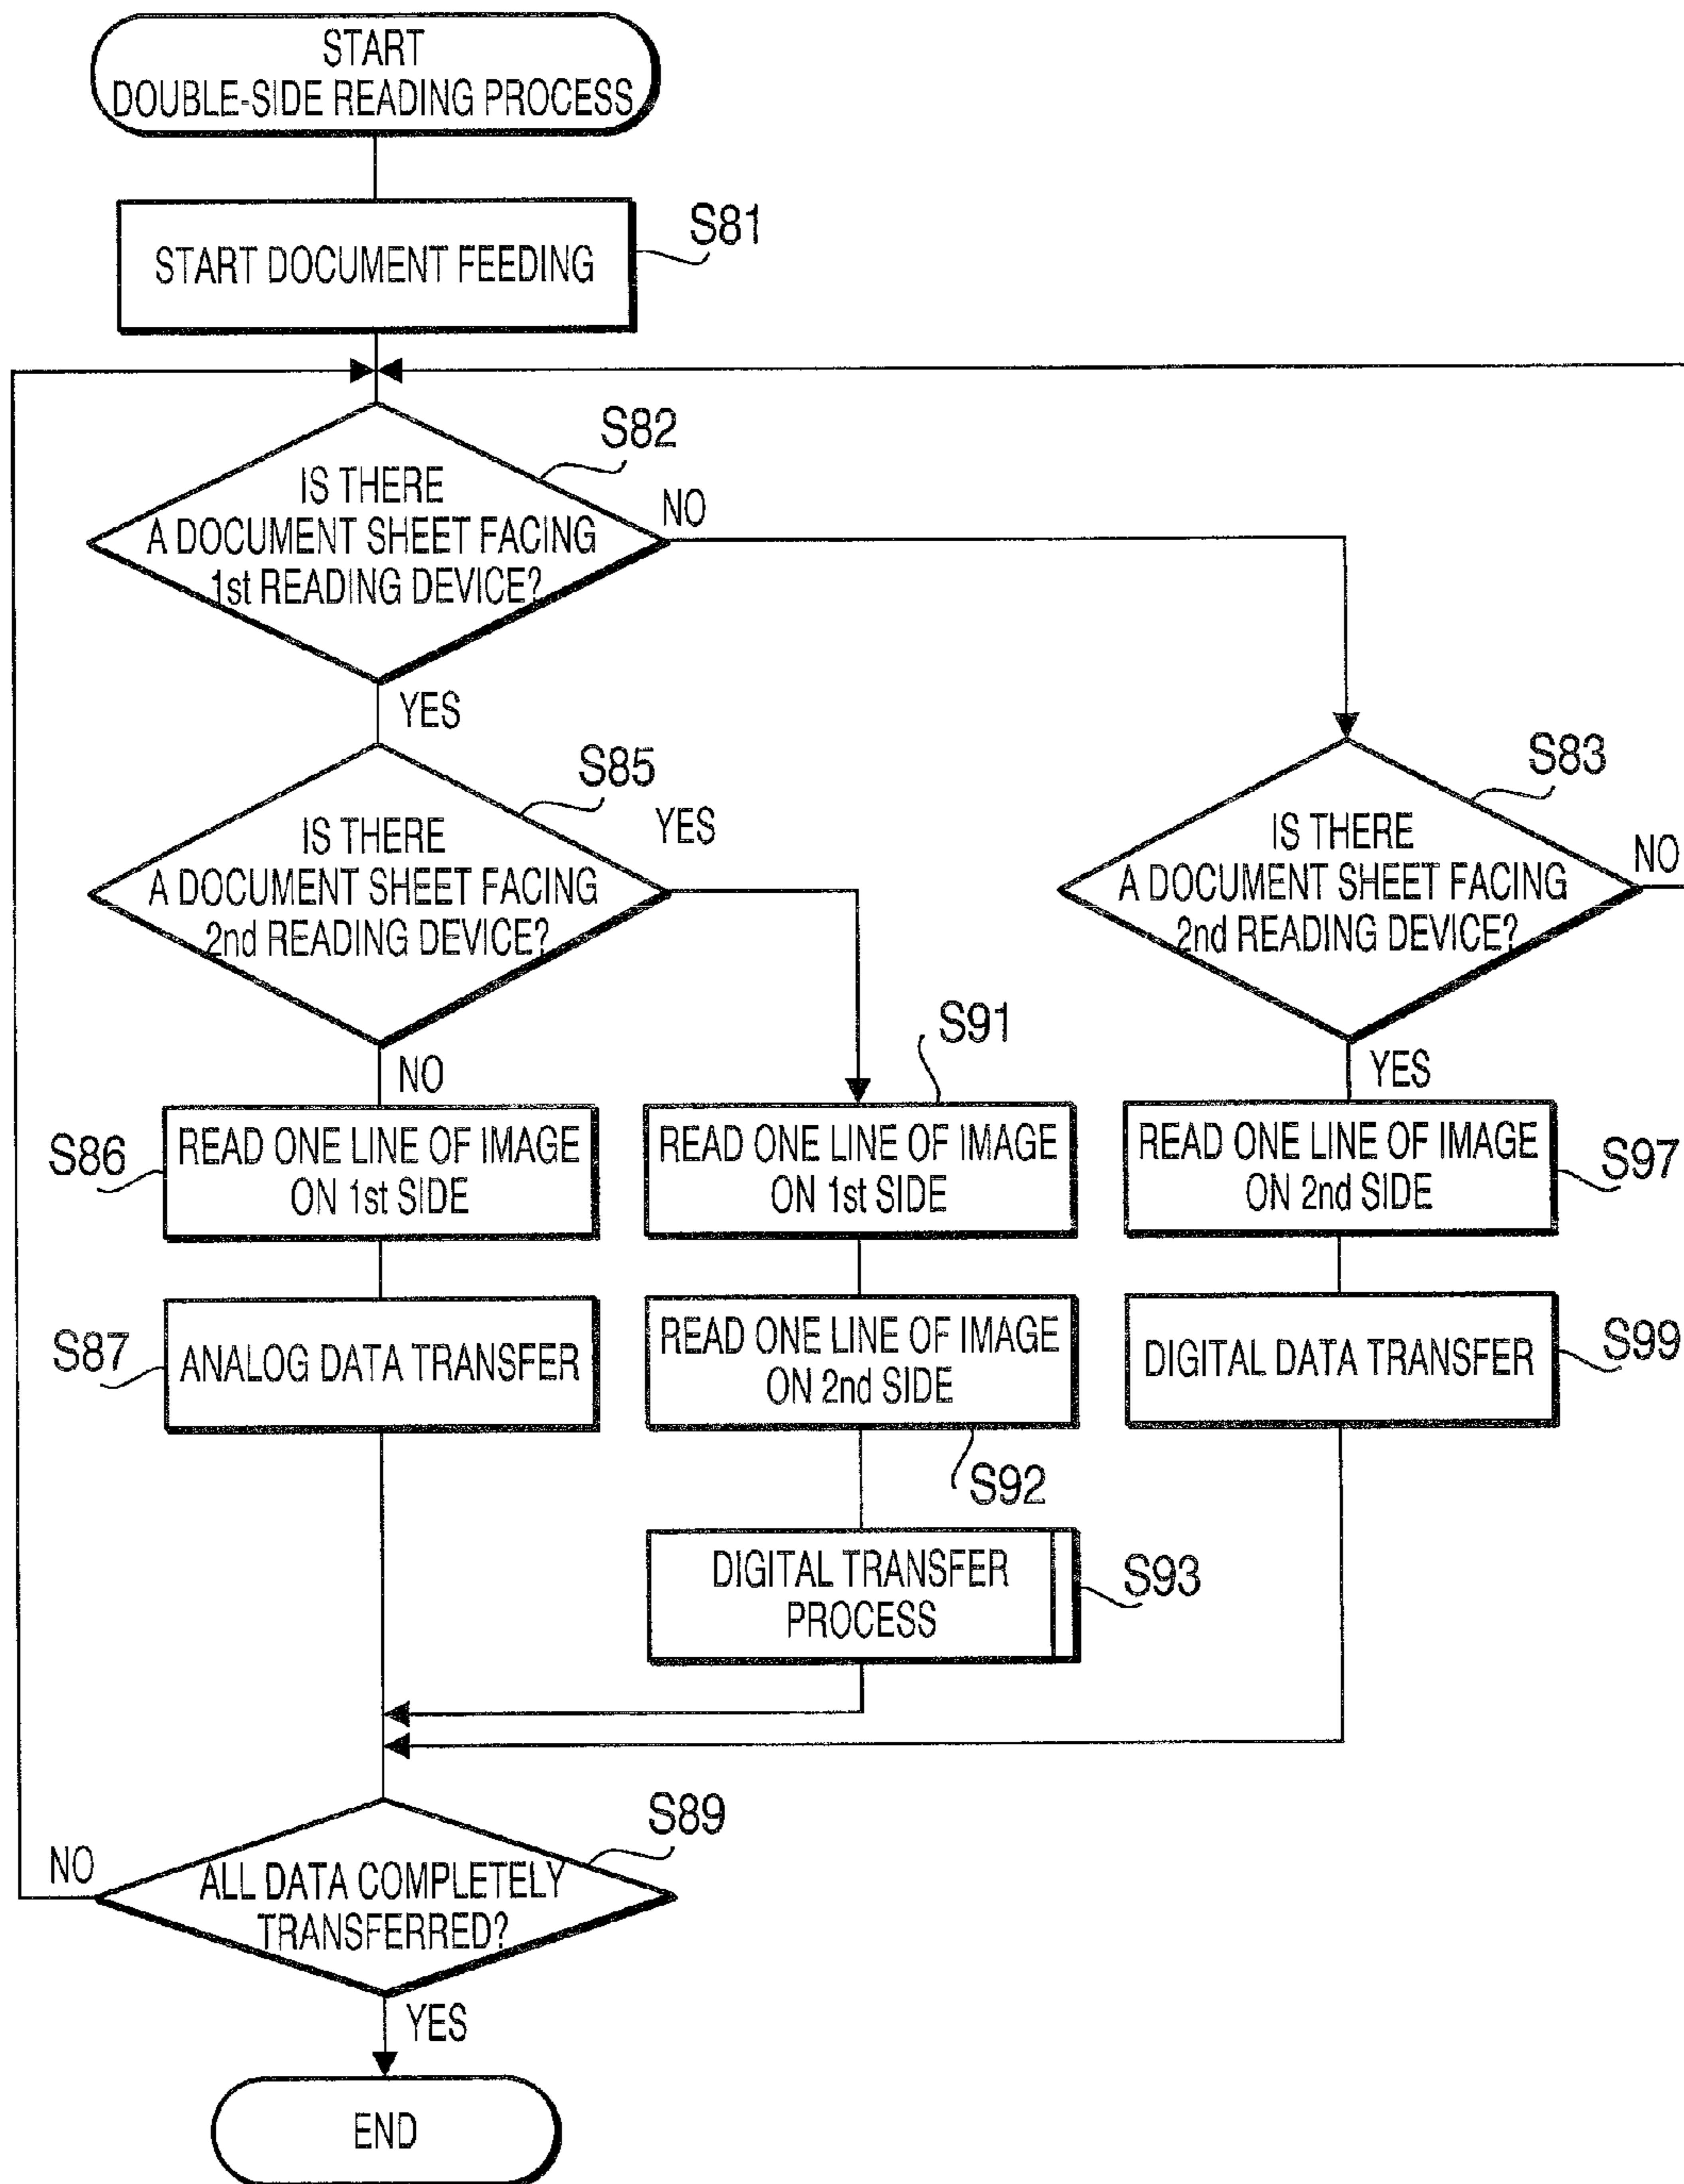 START
DOUBLE-SIDE READING PROCESS
START DOCUMENT FEEDING
S81
IS THERE
A DOCUMENT SHEET FACING
1st READING DEVICE?
S82
NO
YES
IS THERE
A DOCUMENT SHEET FACING
2nd READING DEVICE?
S85
YES
NO
IS THERE
A DOCUMENT SHEET FACING
2nd READING DEVICE?
S83
NO
YES
S86
READ ONE LINE OF IMAGE
ON 1st SIDE
S91
READ ONE LINE OF IMAGE
ON 1st SIDE
READ ONE LINE OF IMAGE
ON 2nd SIDE
S97
S87
ANALOG DATA TRANSFER
READ ONE LINE OF IMAGE
ON 2nd SIDE
S92
DIGITAL DATA TRANSFER
S99
DIGITAL TRANSFER
PROCESS
S93
ALL DATA COMPLETELY
TRANSFERRED?
S89
NO
YES
END